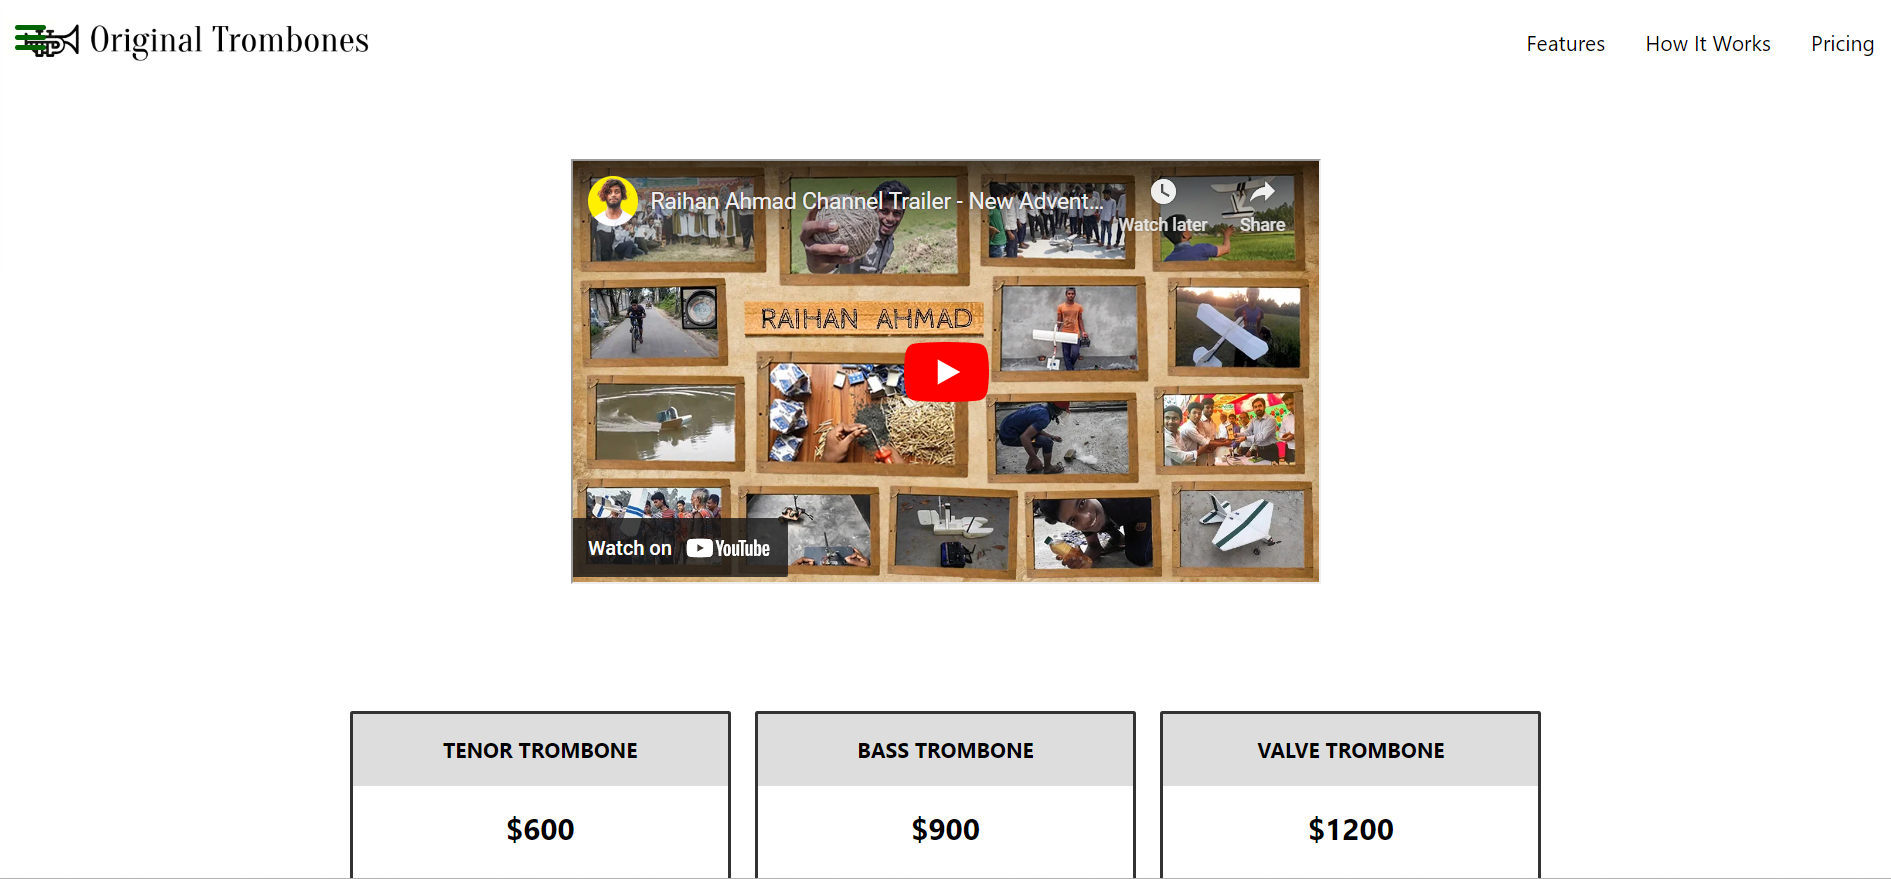 Original Trombones
Features
How It Works
Pricing
Raihan Ahmad Channel Trailer - New Advent...
Watch later
Share
RAIHAN AHMAD
Watch on YouTube
TENOR TROMBONE
BASS TROMBONE
VALVE TROMBONE
$600
$900
$1200